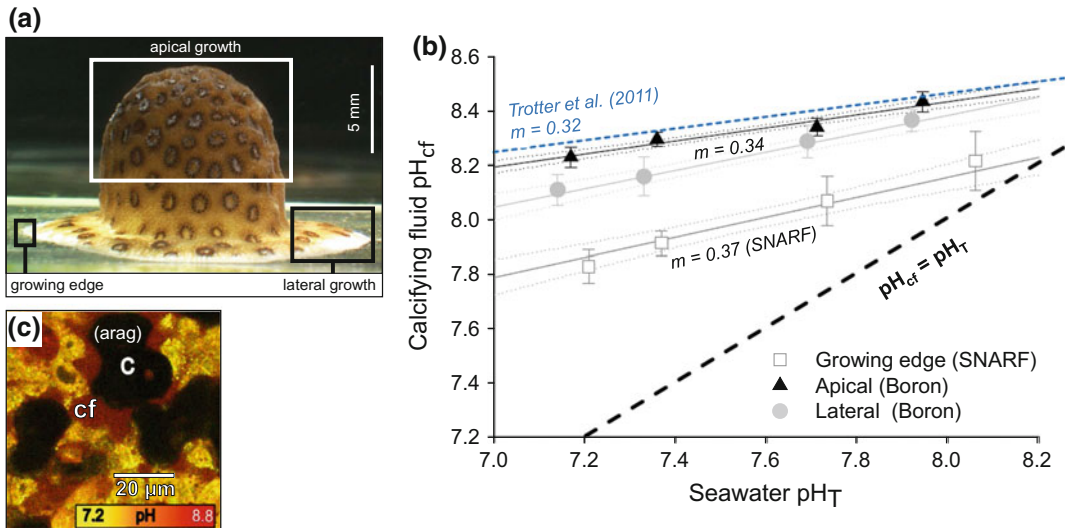 (a)
apical growth
5 mm
growing edge
lateral growth
(b)
8.6
8.4
8.2
8.0
7.8
7.6
7.4
7.2
Calcifying fluid pHcf
Trotter et al. (2011)
m = 0.32
m = 0.34
m = 0.37 (SNARF)
pHcf = pHT
Growing edge (SNARF)
Apical (Boron)
Lateral (Boron)
7.0 7.2 7.4 7.6 7.8 8.0 8.2
Seawater pHT
(c)
(arag)
C
cf
20 µm
7.2 pH 8.8